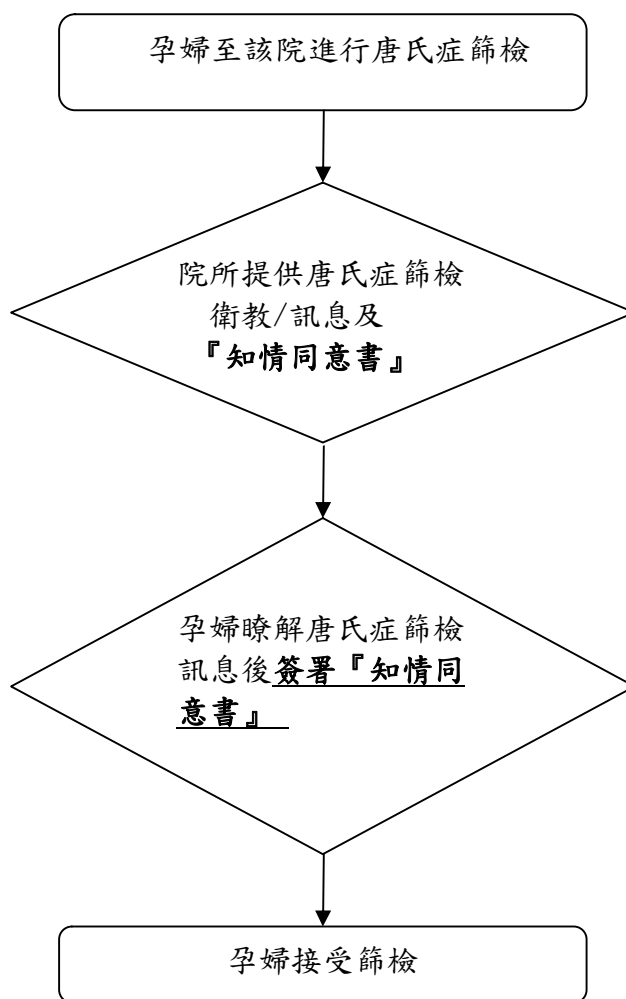 孕婦至該院進行唐氏症篩檢
院所提供唐氏症篩檢
衛教/訊息及
『知情同意書』
孕婦瞭解唐氏症篩檢
訊息後簽署『知情同
意書』
孕婦接受篩檢